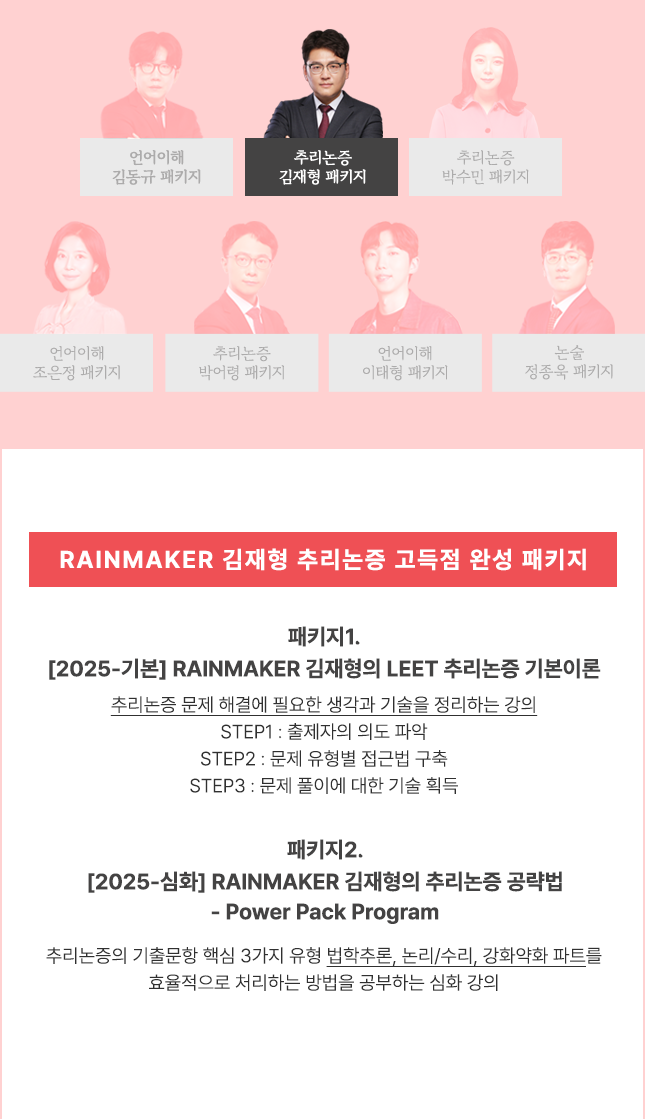 언어이해
김동규 패키지
추리논증
김재형 패키지
추리논증
박수민 패키지
언어이해
조은정 패키지
추리논증
박어령 패키지
언어이해
이태형 패키지
논술
정종욱 패키지
RAINMAKER 김재형 추리논증 고득점 완성 패키지
패키지1.
[2025-기본] RAINMAKER 김재형의 LEET 추리논증 기본이론
추리논증 문제 해결에 필요한 생각과 기술을 정리하는 강의
STEP1 : 출제자의 의도 파악
STEP2 : 문제 유형별 접근법 구축
STEP3 : 문제 풀이에 대한 기술 획득
패키지2.
[2025-심화] RAINMAKER 김재형의 추리논증 공략법
- Power Pack Program
추리논증의 기출문항 핵심 3가지 유형 법학추론, 논리/수리, 강화약화 파트를
효율적으로 처리하는 방법을 공부하는 심화 강의